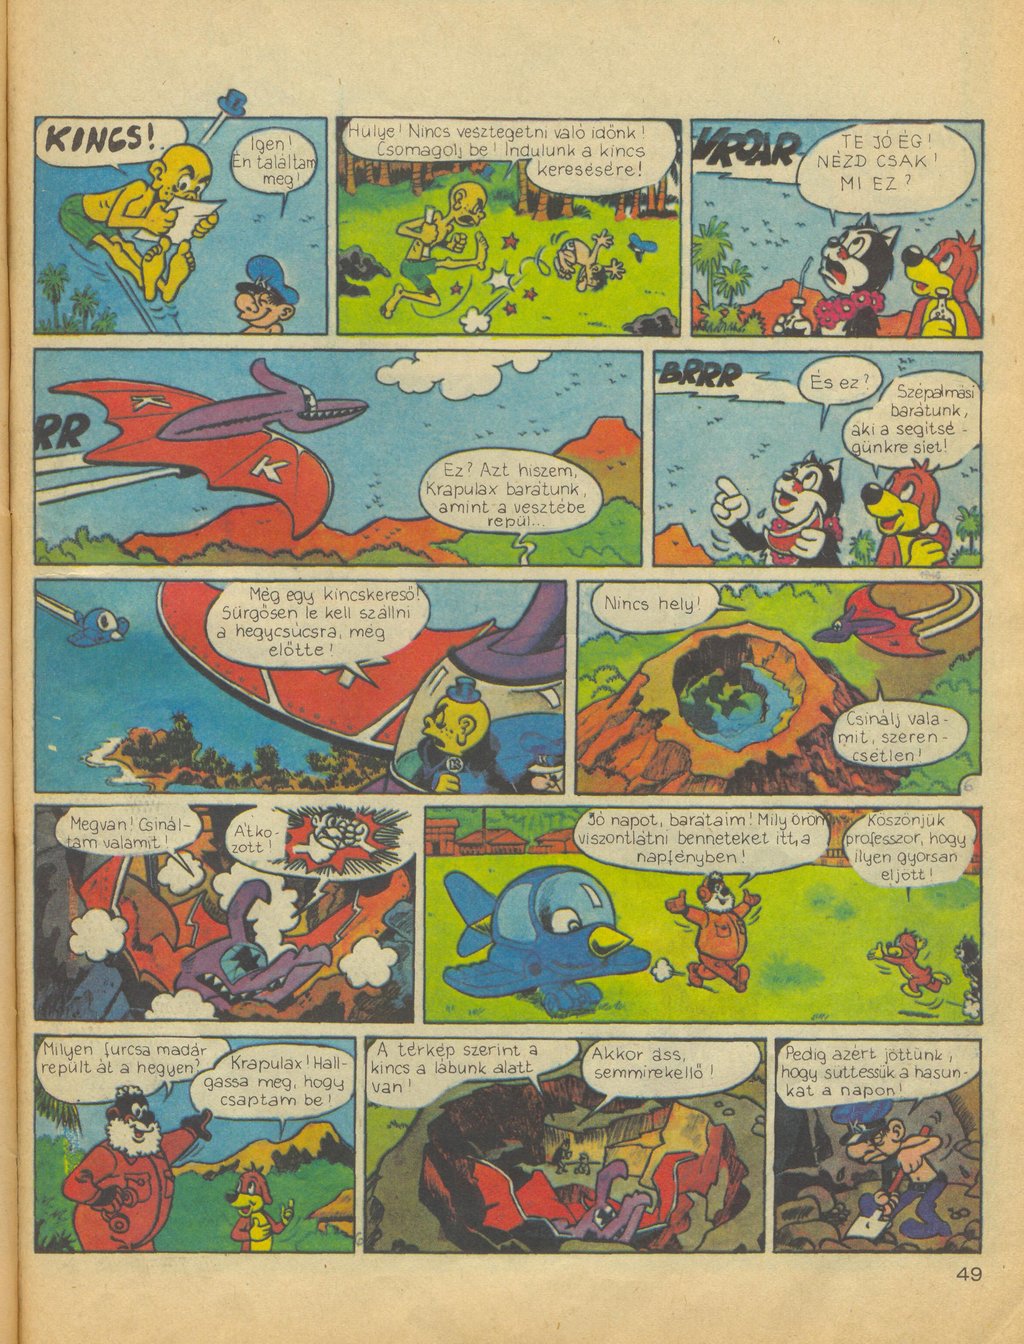 KINGS!
Igen!
Én találtam
meg!
Hülye! Nincs vesztegetni való időnk!
Csomagolj be! Indulunk a kincs
keresésére!
VROAR
TE JÓ ÉG!
NÉZD CSAK!
MI EZ?
RR
K
K
Ez? Azt hiszem,
Krapulax barátunk,
amint a vesztébe
repül...
BRRR
És ez?
Szépalmási
barátunk,
aki a segítsé-
günkre siet!
Még egy kincskereső!
Sürgősen le kell szállni
a hegycsúcsra, még
előtte!
Nincs hely!
Csinálj vala-
mit, szeren-
csétlen!
6
Megvan! Csinál-
tam valamit!
Átko-
zott!
Jó napot, barátaim! Mily öröm
viszontlátni benneteket itt, a
napfényben!
Köszönjük
professzor, hogy
ilyen gyorsan
eljött!
Milyen furcsa madár
repült át a hegyen?
Krapulax! Hall-
gassa meg, hogy
csaptam be!
A térkép szerint a
kincs a lábunk alatt
van!
Akkor áss,
semmirekellő!
Pedig azért jöttünk,
hogy süttessük a hasun-
kat a napon!
49